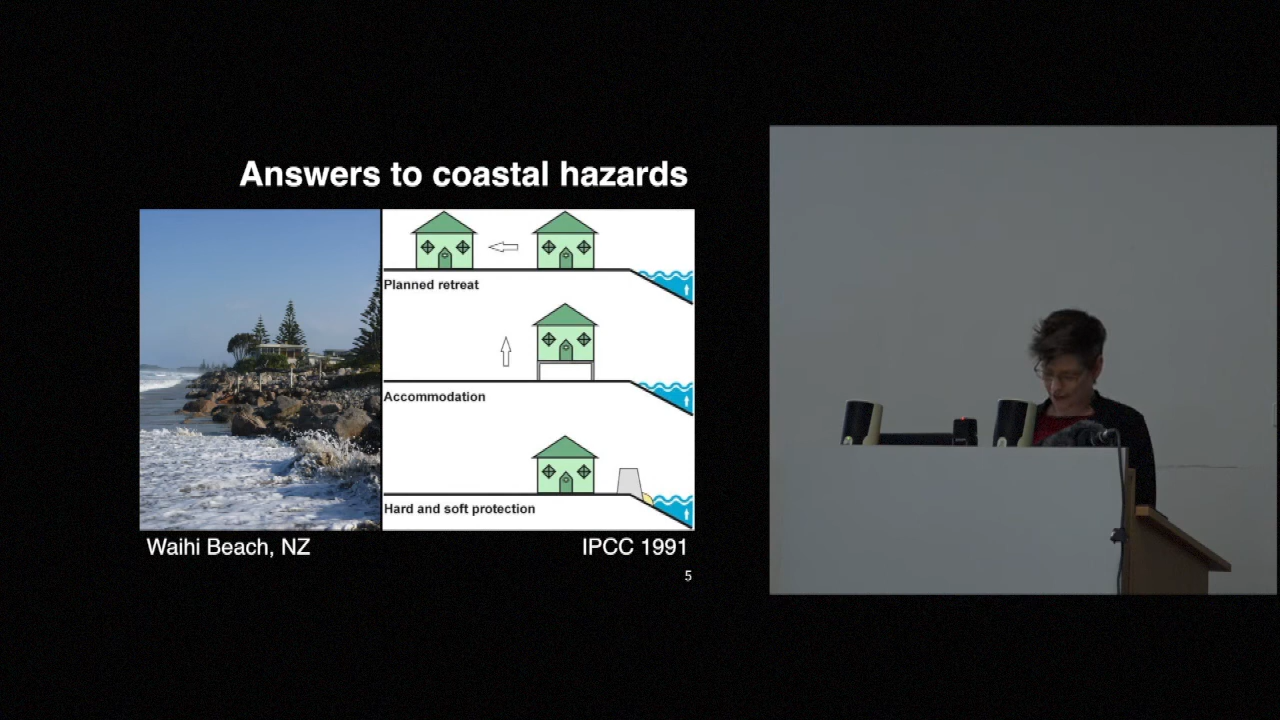 Answers to coastal hazards
Planned retreat
Accommodation
Hard and soft protection
Waihi Beach, NZ
IPCC 1991
5